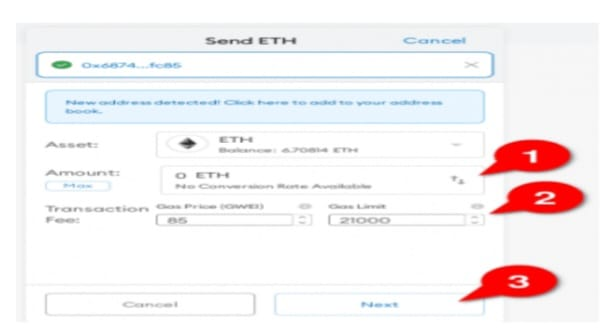 Send ETH
Cancel
0x6874...fc85
New address detected! Click here to add to your address
book.
Asset:
ETH
Balance: 6.70814 ETH
1
Amount:
Max
0 ETH
No Conversion Rate Available
2
Transaction
Fee:
Gas Price (GWEI)
Gas Limit
85
21000
3
Cancel
Next